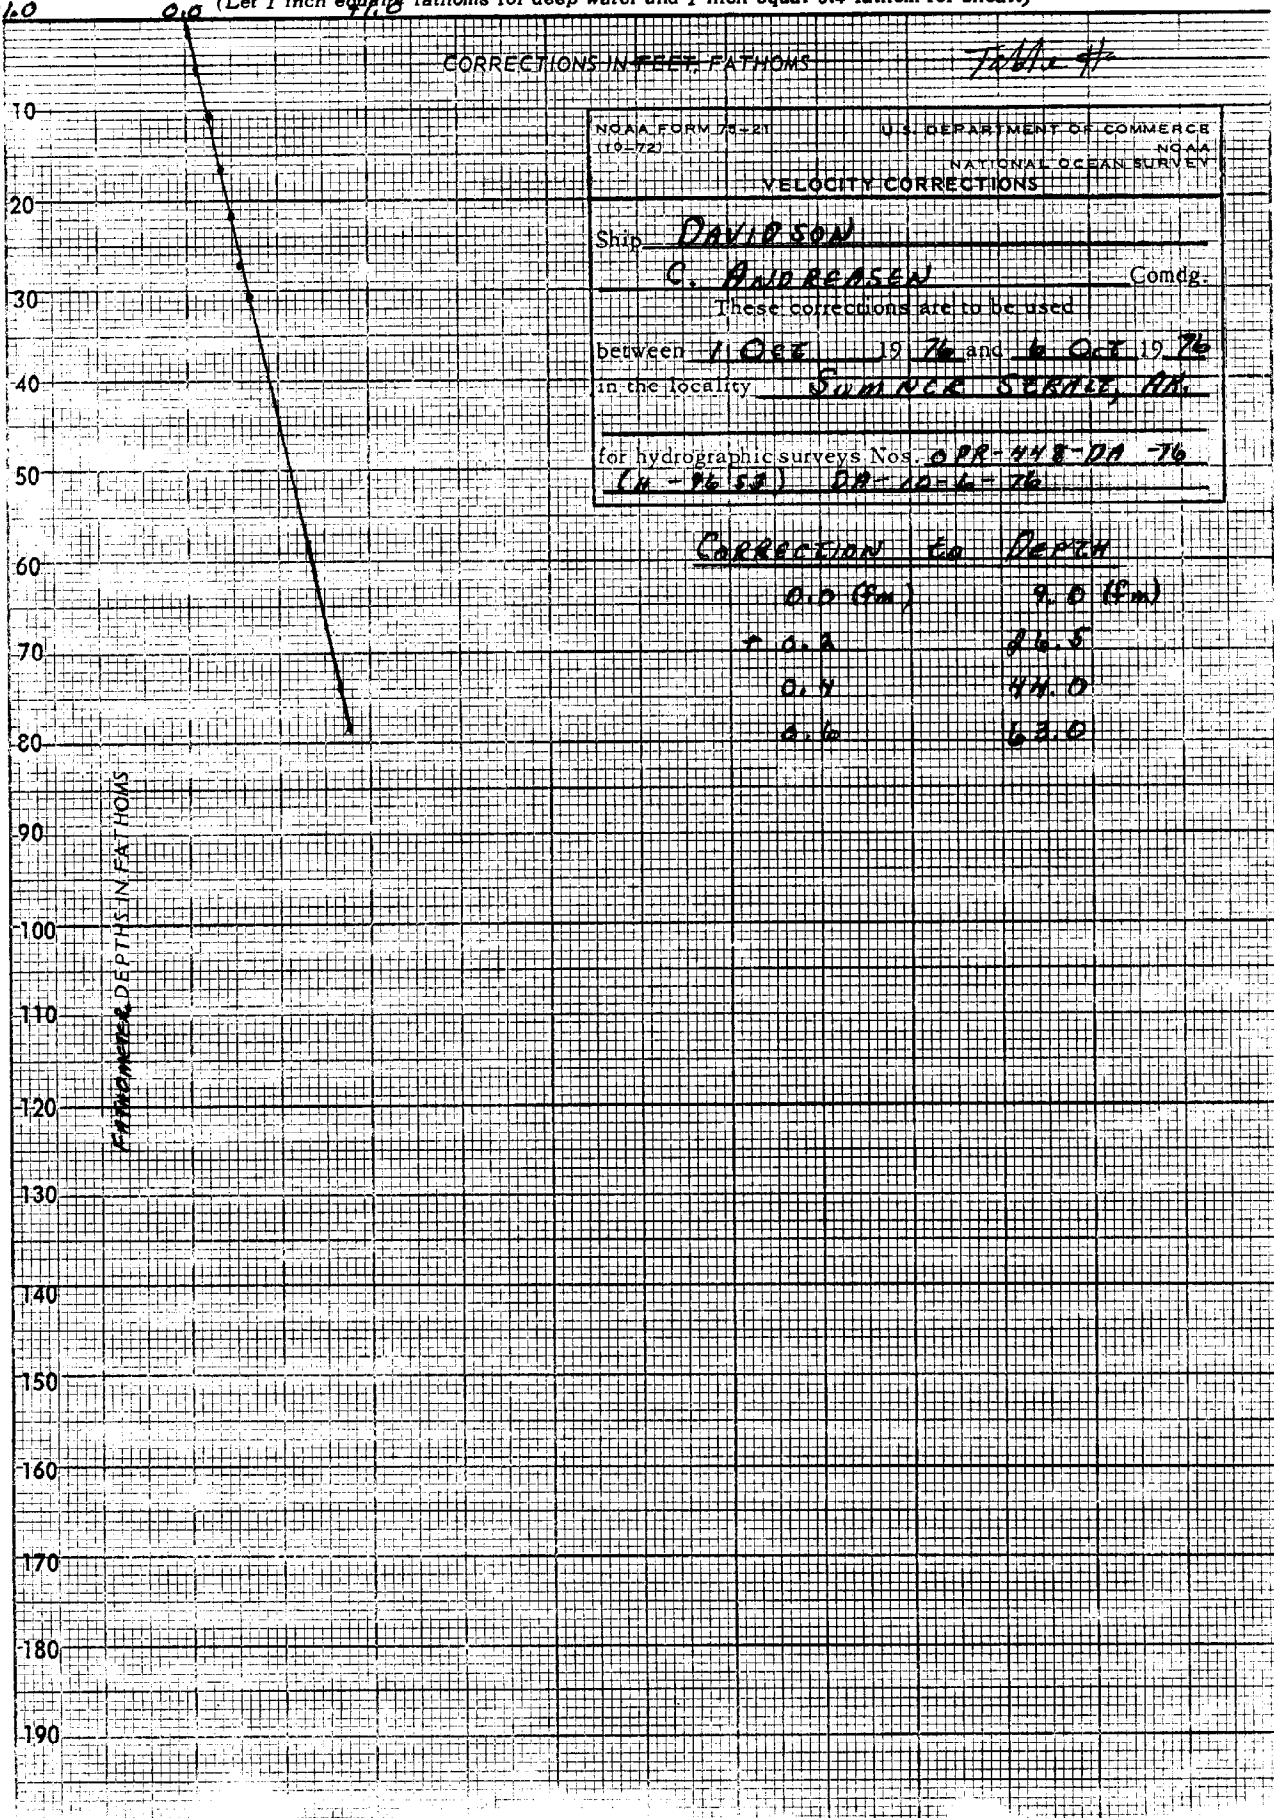 (Let 1 inch equal fathoms for deep water and 1 inch equal 0.4 fathom for shoal)
0.0
CORRECTIONS IN FEET, FATHOMS
Table #
NOAA FORM 75-21
(10-72)
U.S. DEPARTMENT OF COMMERCE
NOAA
NATIONAL OCEAN SURVEY
VELOCITY CORRECTIONS
Ship DAVIDSON
C. ANDREASEN Comdg.
These corrections are to be used
between 1 OCT 19 76 and 6 OCT 19 76
in the locality SUMNER STRAIT, AK.
for hydrographic surveys Nos. OPR-448-DA-76
DA-10-6-76
CORRECTION to DEPTH
0.0 (fm) 9.0 (fm)
+ 0.2 26.5
0.4 44.0
0.6 63.0
10
20
30
40
50
60
70
80
90
100
110
120
130
140
150
160
170
180
190
FATHOMETER DEPTHS IN FATHOMS